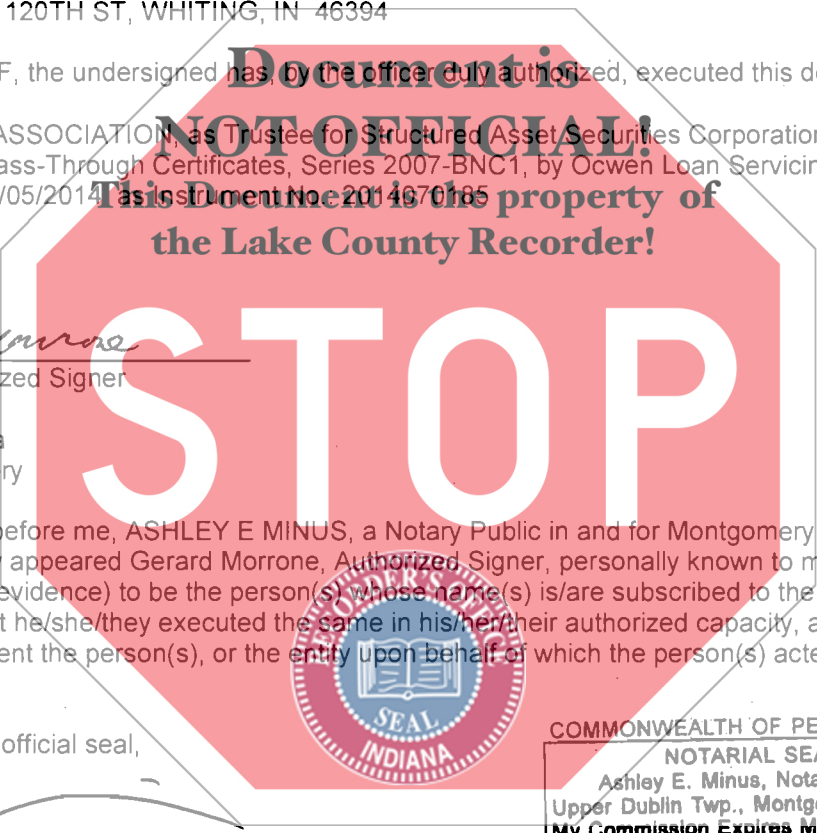 120TH ST, WHITING, IN 46394
F, the undersigned has, by the officer duly authorized, executed this d
Document is
NOT OFFICIAL!
This Document is the property of
the Lake County Recorder!
ASSOCIATION, as Trustee for Structured Asset Securities Corporation
ass-Through Certificates, Series 2007-BNC1, by Ocwen Loan Servicin
/05/2014, as Instrument No.: 2014070185
STOP
zed Signer
a
ry
before me, ASHLEY E MINUS, a Notary Public in and for Montgomery
y appeared Gerard Morrone, Authorized Signer, personally known to m
evidence) to be the person(s) whose name(s) is/are subscribed to the
t he/she/they executed the same in his/her/their authorized capacity, a
ent the person(s), or the entity upon behalf of which the person(s) acte
RECORDER'S OFFICE
SEAL
INDIANA
official seal,
COMMONWEALTH OF PE
NOTARIAL SEA
Ashley E. Minus, Nota
Upper Dublin Twp., Montg
My Commission Expires M